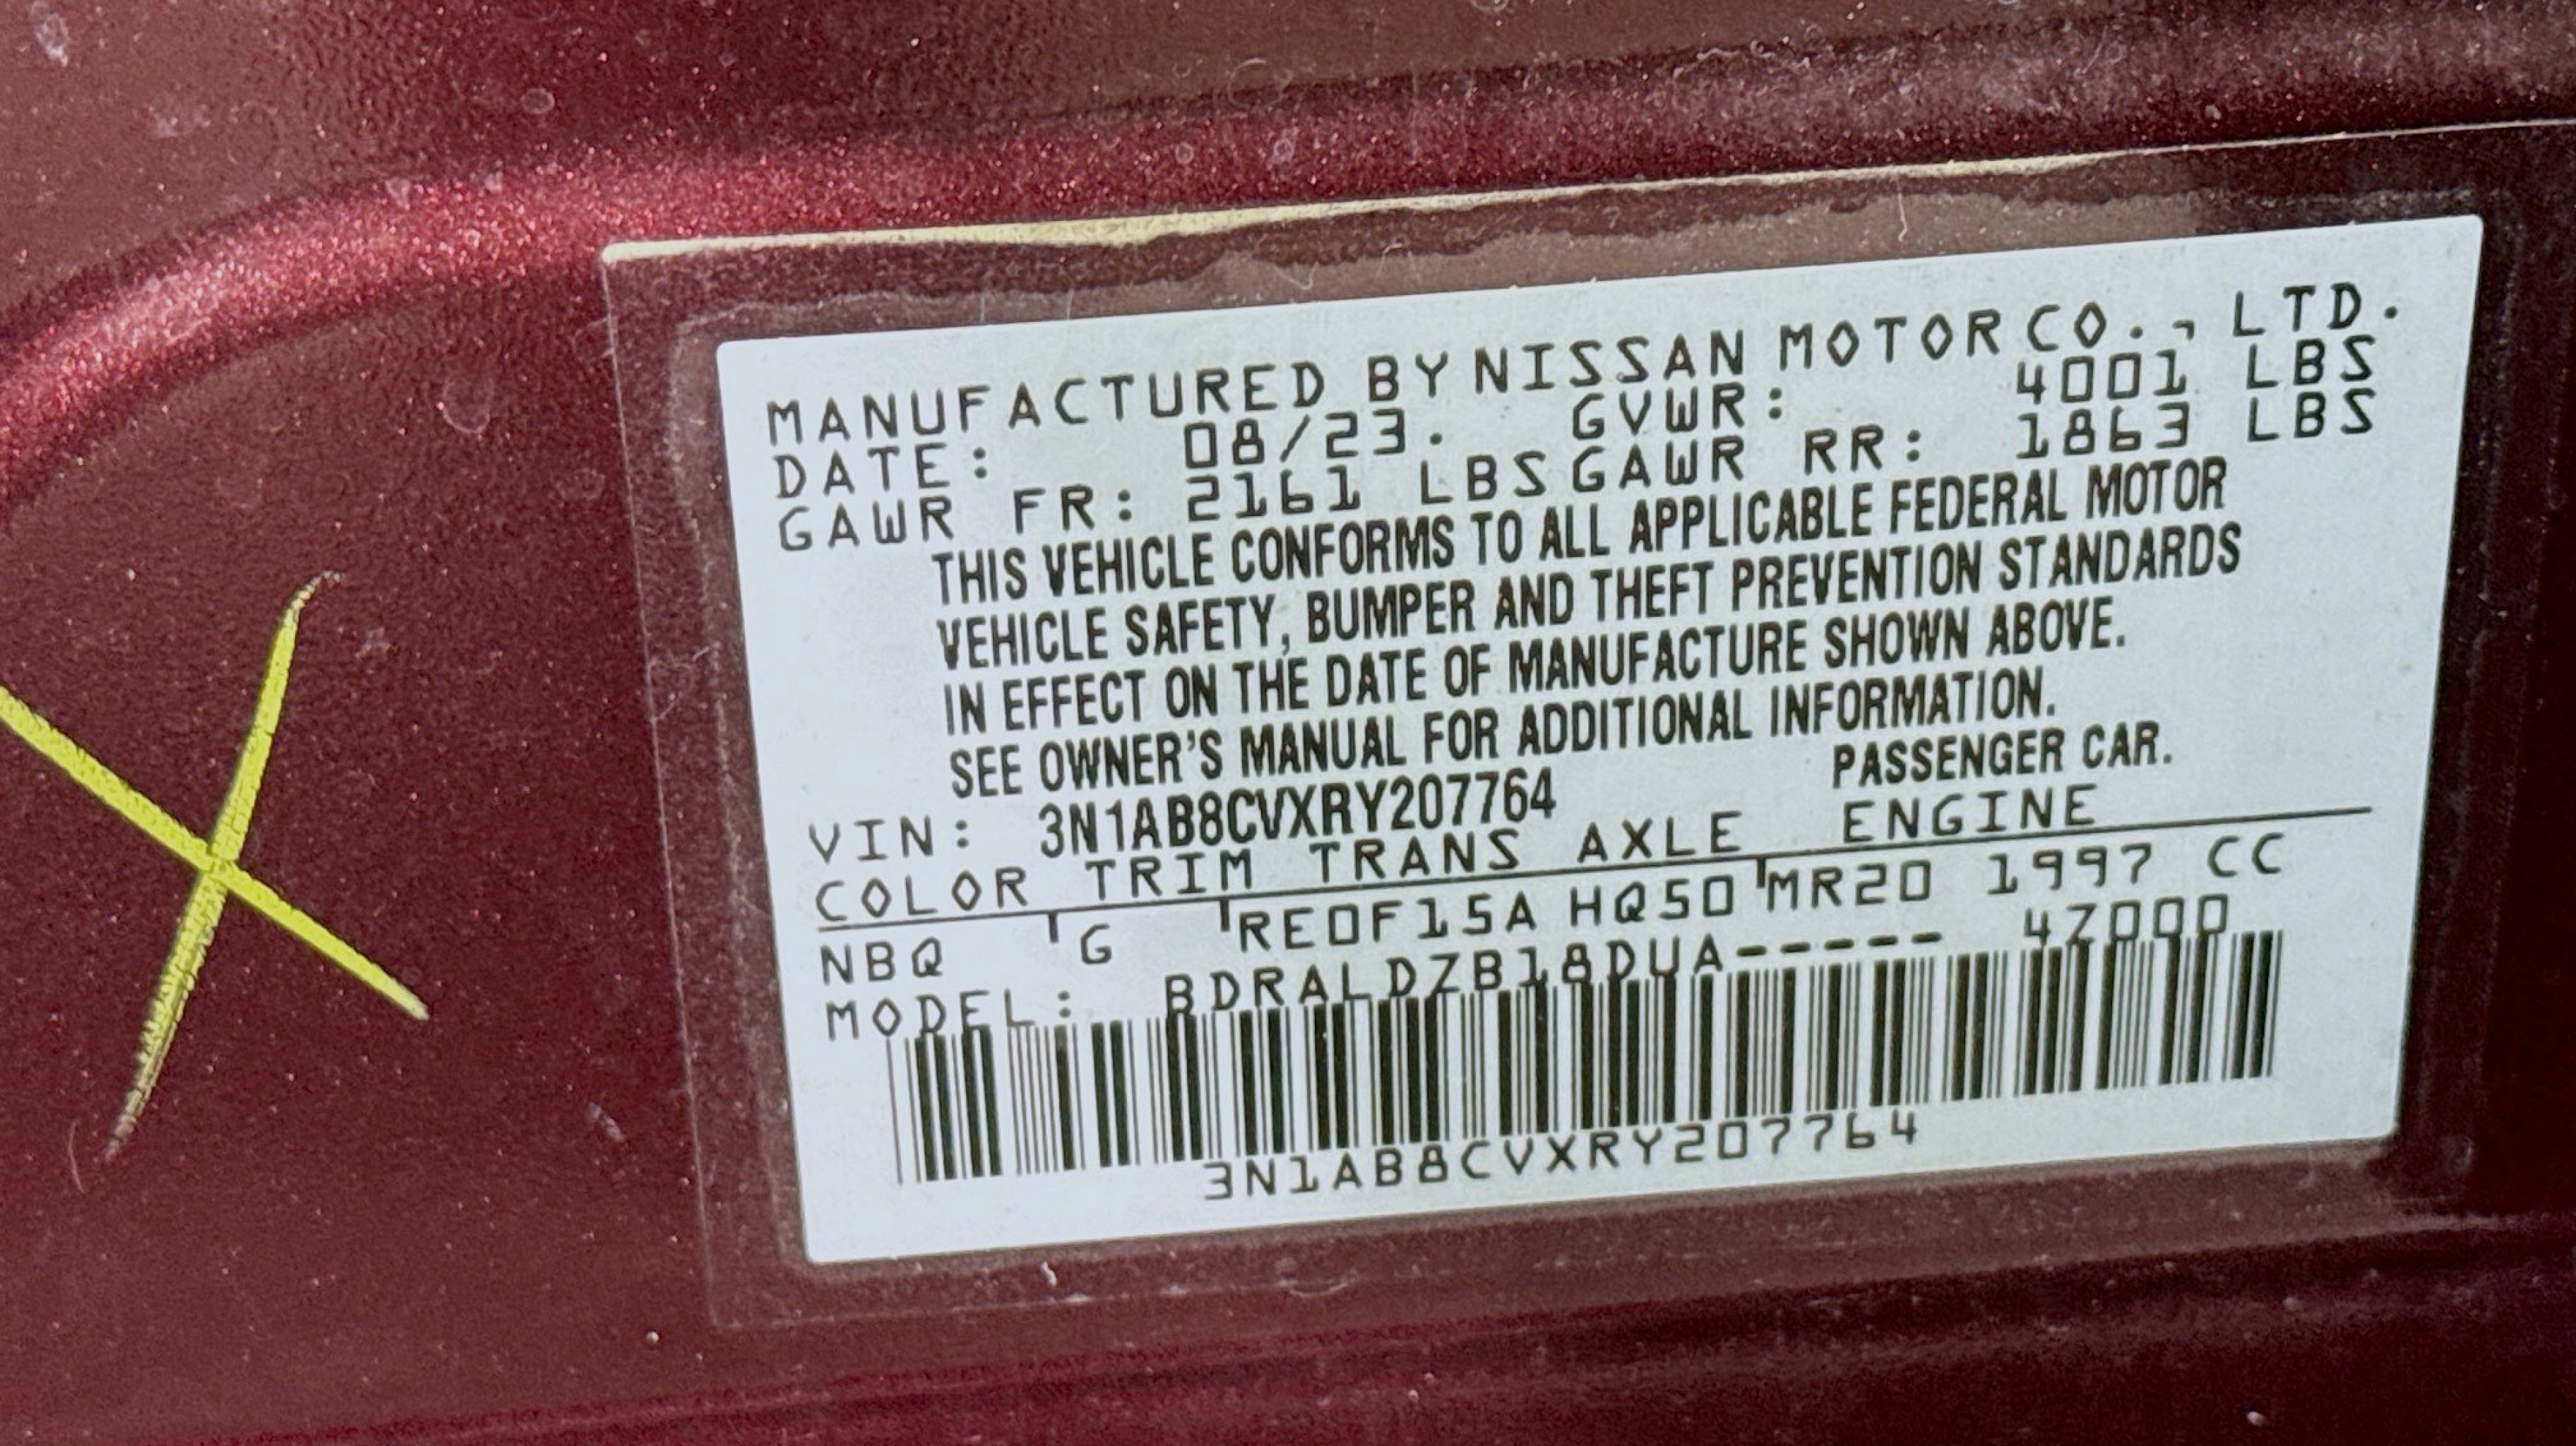 MANUFACTURED BY NISSAN MOTOR CO., LTD.
DATE: 08/23. GVWR: 4001 LBS
GAWR FR: 2161 LBS GAWR RR: 1863 LBS
THIS VEHICLE CONFORMS TO ALL APPLICABLE FEDERAL MOTOR
VEHICLE SAFETY, BUMPER AND THEFT PREVENTION STANDARDS
IN EFFECT ON THE DATE OF MANUFACTURE SHOWN ABOVE.
SEE OWNER'S MANUAL FOR ADDITIONAL INFORMATION.
VIN: 3N1AB8CVXRY207764 PASSENGER CAR.
COLOR TRIM TRANS AXLE ENGINE
NBQ G RE0F15A HQ50 MR20 1997 CC
MODEL: BDRALDZB18DUA----- 4Z000
3N1AB8CVXRY207764